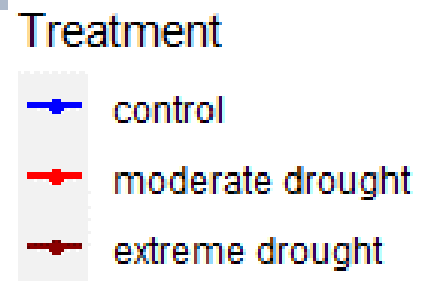 Treatment
control
moderate drought
extreme drought